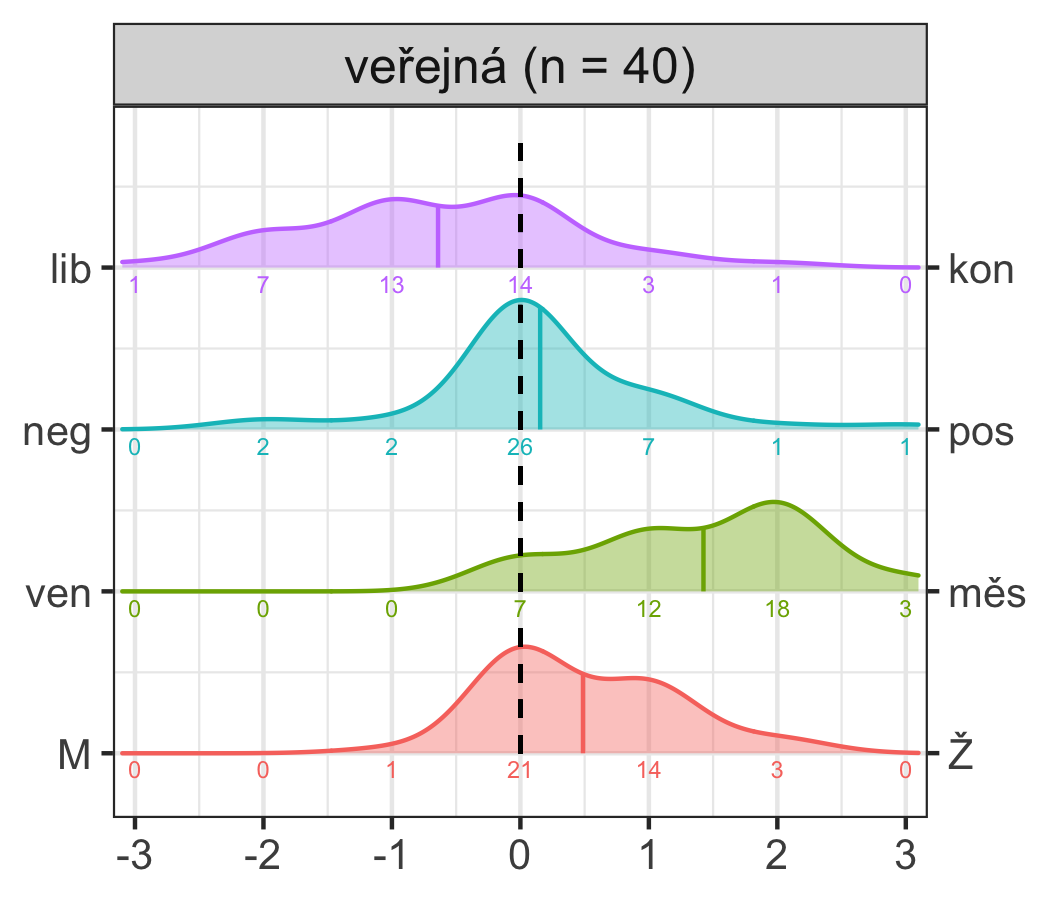 veřejná (n = 40)
lib kon
1 7 13 14 3 1 0
neg pos
0 2 2 26 7 1 1
ven měs
0 0 0 7 12 18 3
M Ž
0 0 1 21 14 3 0
-3 -2 -1 0 1 2 3